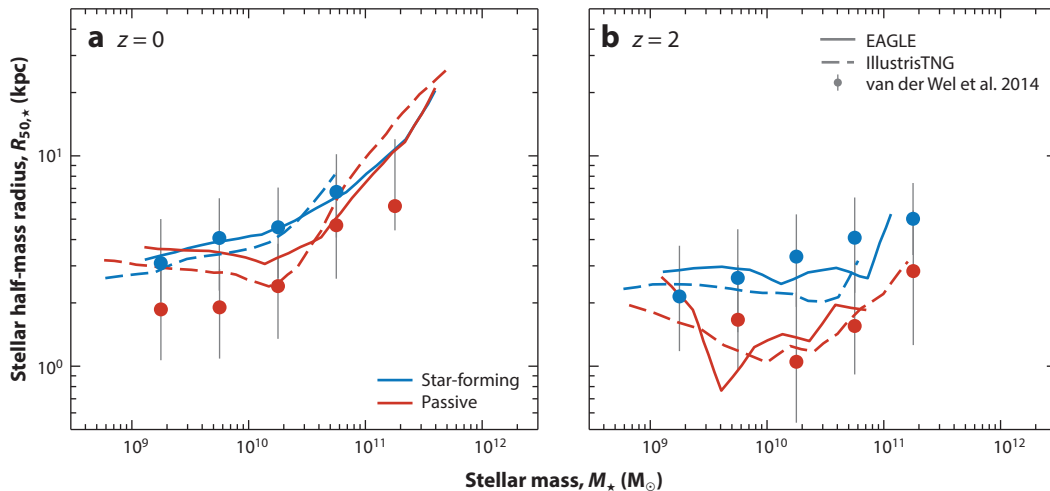 a z = 0
b z = 2
EAGLE
IllustrisTNG
van der Wel et al. 2014
Stellar half-mass radius, R50,⋆ (kpc)
10¹
10⁰
Star-forming
Passive
10⁹ 10¹⁰ 10¹¹ 10¹² 10⁹ 10¹⁰ 10¹¹ 10¹²
Stellar mass, M⋆ (M☉)